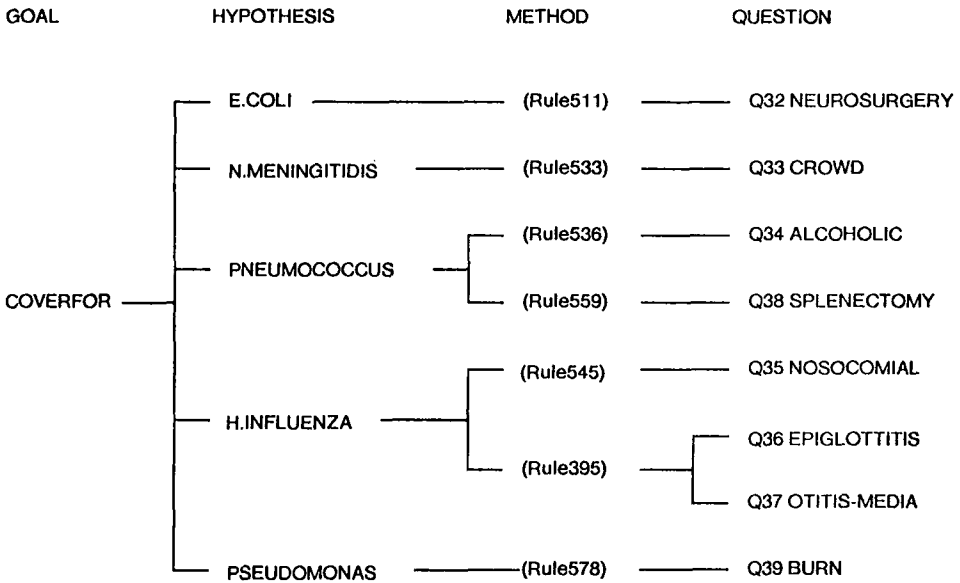 GOAL HYPOTHESIS METHOD QUESTION
E.COLI (Rule511) Q32 NEUROSURGERY
N.MENINGITIDIS (Rule533) Q33 CROWD
(Rule536) Q34 ALCOHOLIC
PNEUMOCOCCUS
COVERFOR (Rule559) Q38 SPLENECTOMY
(Rule545) Q35 NOSOCOMIAL
H.INFLUENZA
Q36 EPIGLOTTITIS
(Rule395)
Q37 OTITIS-MEDIA
PSEUDOMONAS (Rule578) Q39 BURN